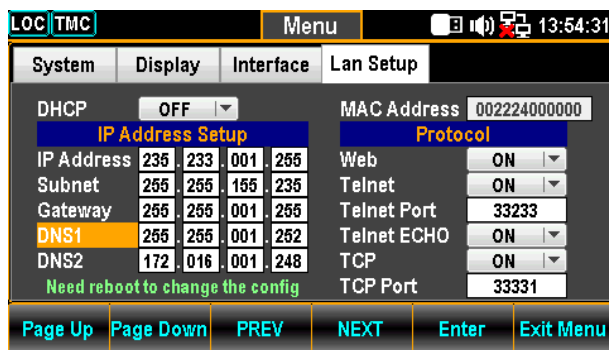 LOC TMC Menu 13:54:31
System Display Interface Lan Setup
DHCP OFF MAC Address 002224000000
IP Address Setup Protocol
IP Address 235 . 233 . 001 . 255 Web ON
Subnet 255 . 255 . 155 . 235 Telnet ON
Gateway 255 . 255 . 001 . 255 Telnet Port 33233
DNS1 255 . 255 . 001 . 252 Telnet ECHO ON
DNS2 172 . 016 . 001 . 248 TCP ON
Need reboot to change the config TCP Port 33331
Page Up Page Down PREV NEXT Enter Exit Menu